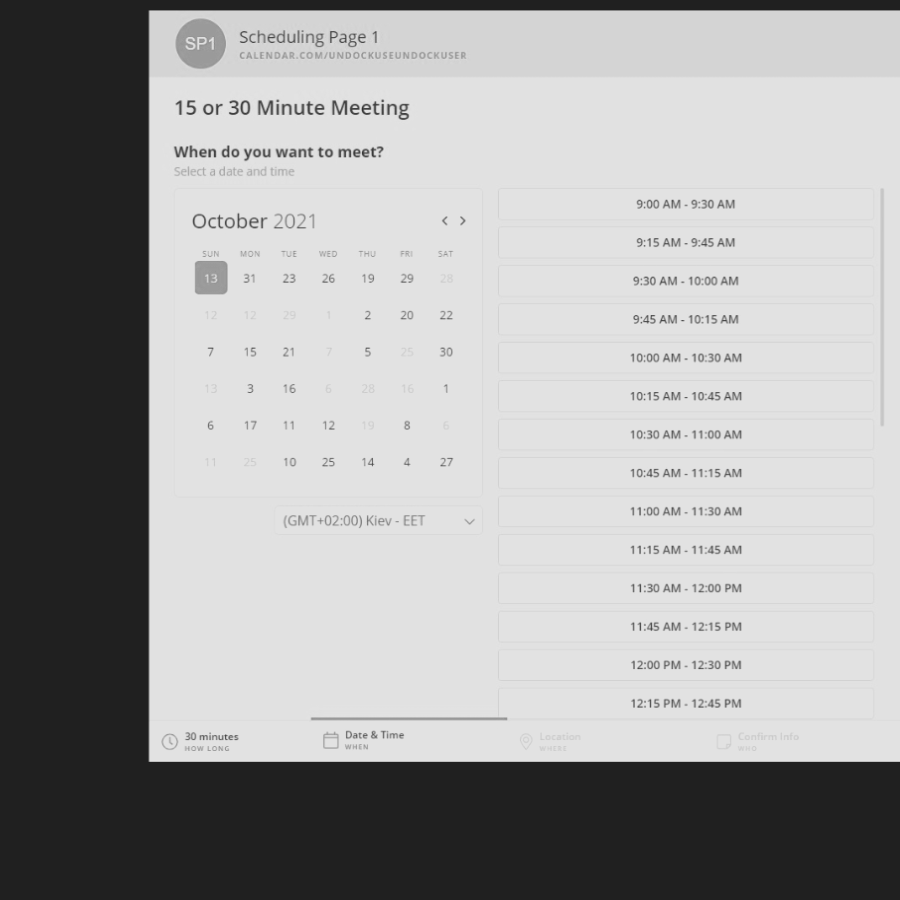 SP1
Scheduling Page 1
CALENDAR.COM/UNDOCKUSEUNDOCKUSER
15 or 30 Minute Meeting
When do you want to meet?
Select a date and time
October 2021
SUN MON TUE WED THU FRI SAT
13 31 23 26 19 29 28
12 12 29 1 2 20 22
7 15 21 7 5 25 30
13 3 16 6 28 16 1
6 17 11 12 19 8 6
11 25 10 25 14 4 27
(GMT+02:00) Kiev - EET
9:00 AM - 9:30 AM
9:15 AM - 9:45 AM
9:30 AM - 10:00 AM
9:45 AM - 10:15 AM
10:00 AM - 10:30 AM
10:15 AM - 10:45 AM
10:30 AM - 11:00 AM
10:45 AM - 11:15 AM
11:00 AM - 11:30 AM
11:15 AM - 11:45 AM
11:30 AM - 12:00 PM
11:45 AM - 12:15 PM
12:00 PM - 12:30 PM
12:15 PM - 12:45 PM
30 minutes
HOW LONG
Date & Time
WHEN
Location
WHERE
Confirm Info
WHO